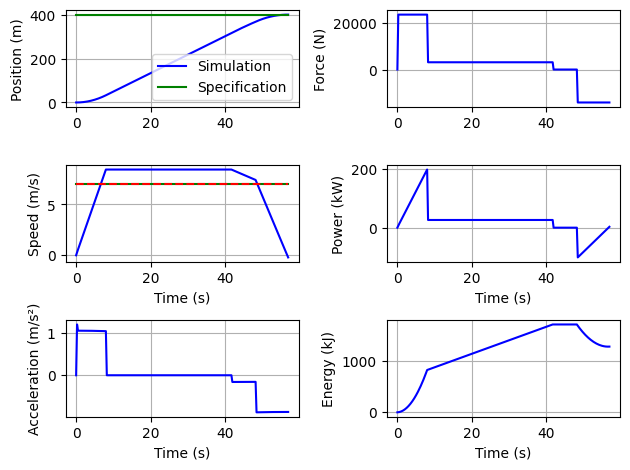 Position (m)
400
200
0
0 20 40
Simulation
Specification
Force (N)
20000
0
0 20 40
Speed (m/s)
5
0
0 20 40
Time (s)
Power (kW)
200
0
0 20 40
Time (s)
Acceleration (m/s²)
1
0
0 20 40
Time (s)
Energy (kJ)
1000
0
0 20 40
Time (s)